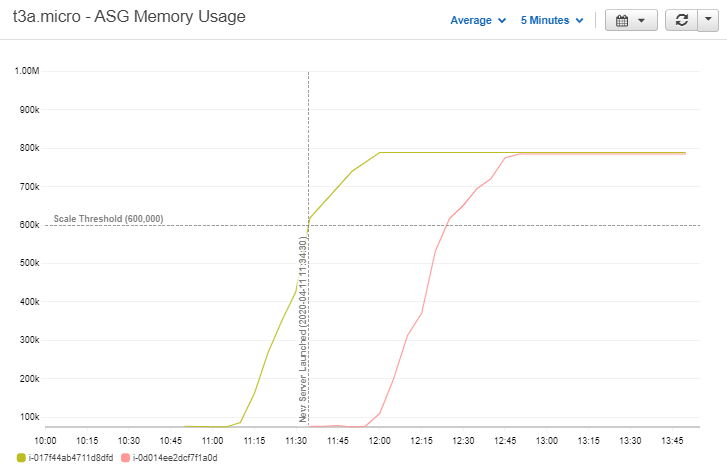 t3a.micro - ASG Memory Usage
Average
5 Minutes
1.00M
900k
800k
700k
Scale Threshold (600,000)
600k
500k
New Server Launched (2020-04-11 11:34:30)
400k
300k
200k
100k
10:00 10:15 10:30 10:45 11:00 11:15 11:30 11:45 12:00 12:15 12:30 12:45 13:00 13:15 13:30 13:45
i-017f44ab4711d8dfd i-0d014ee2dcf7f1a0d